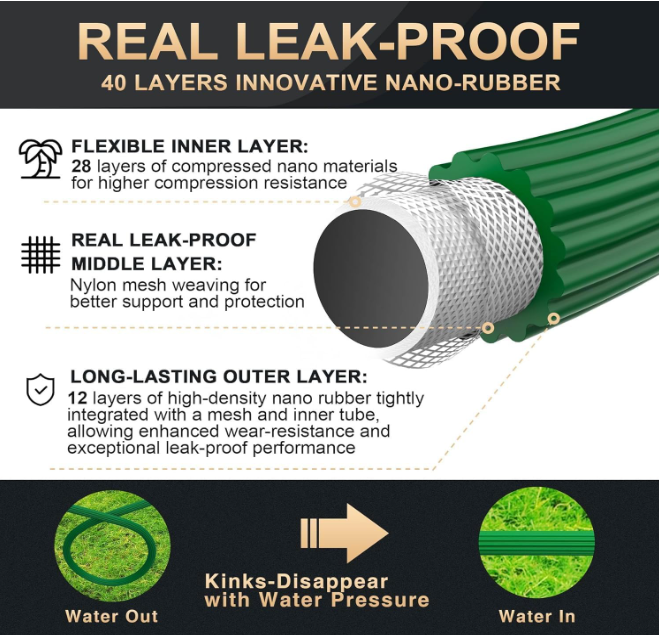 REAL LEAK-PROOF
40 LAYERS INNOVATIVE NANO-RUBBER
FLEXIBLE INNER LAYER:
28 layers of compressed nano materials
for higher compression resistance
REAL LEAK-PROOF
MIDDLE LAYER:
Nylon mesh weaving for
better support and protection
LONG-LASTING OUTER LAYER:
12 layers of high-density nano rubber tightly
integrated with a mesh and inner tube,
allowing enhanced wear-resistance and
exceptional leak-proof performance
Kinks-Disappear
with Water Pressure
Water Out
Water In